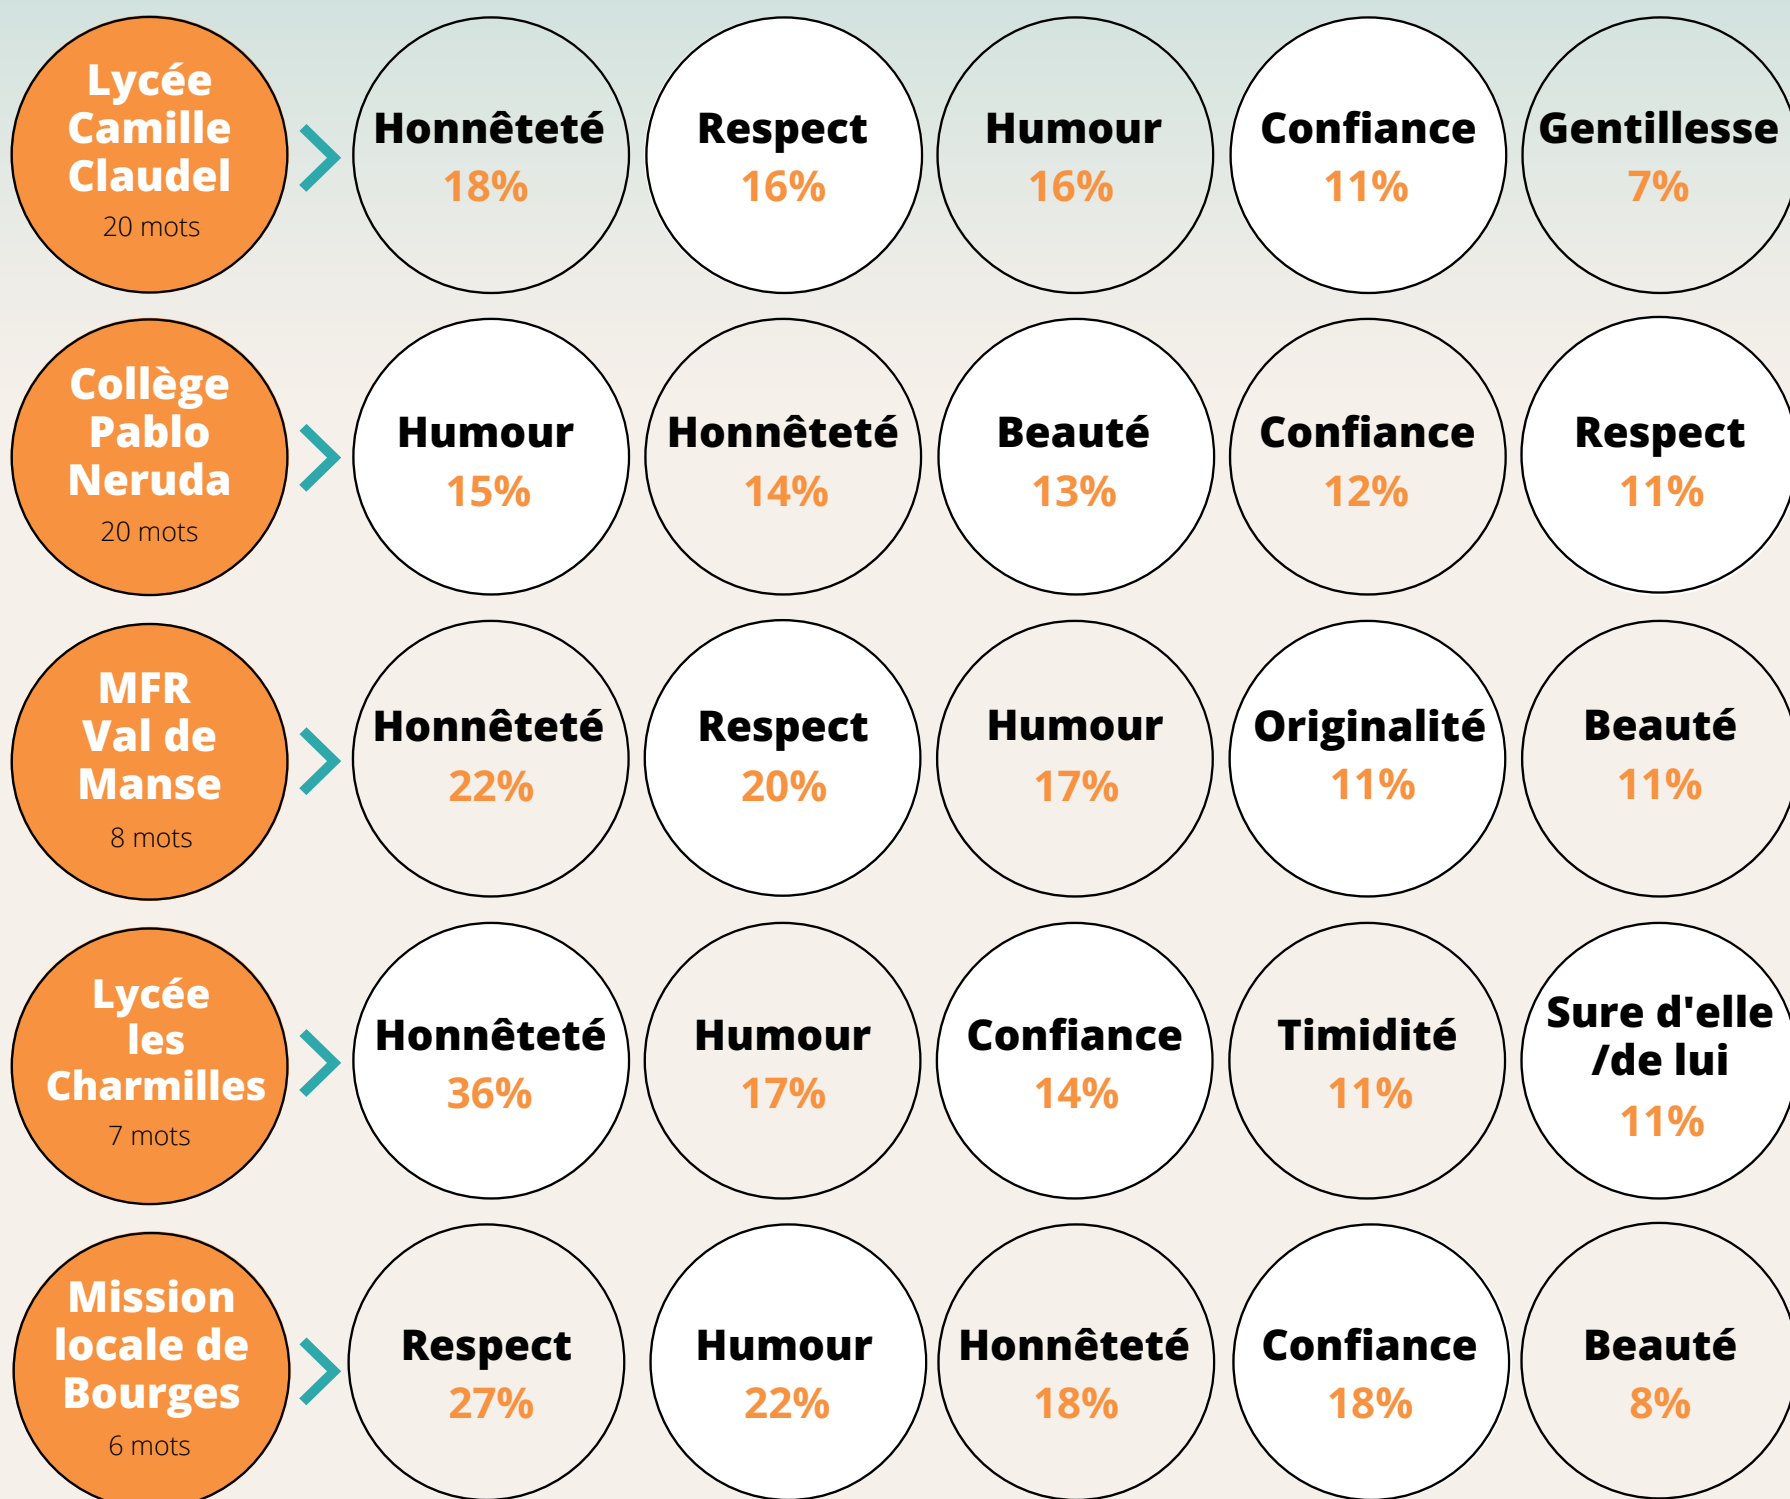 Lycée
Camille
Claudel
20 mots
Honnêteté
18%
Respect
16%
Humour
16%
Confiance
11%
Gentillesse
7%
Collège
Pablo
Neruda
20 mots
Humour
15%
Honnêteté
14%
Beauté
13%
Confiance
12%
Respect
11%
MFR
Val de
Manse
8 mots
Honnêteté
22%
Respect
20%
Humour
17%
Originalité
11%
Beauté
11%
Lycée
les
Charmilles
7 mots
Honnêteté
36%
Humour
17%
Confiance
14%
Timidité
11%
Sure d'elle
/de lui
11%
Mission
locale de
Bourges
6 mots
Respect
27%
Humour
22%
Honnêteté
18%
Confiance
18%
Beauté
8%